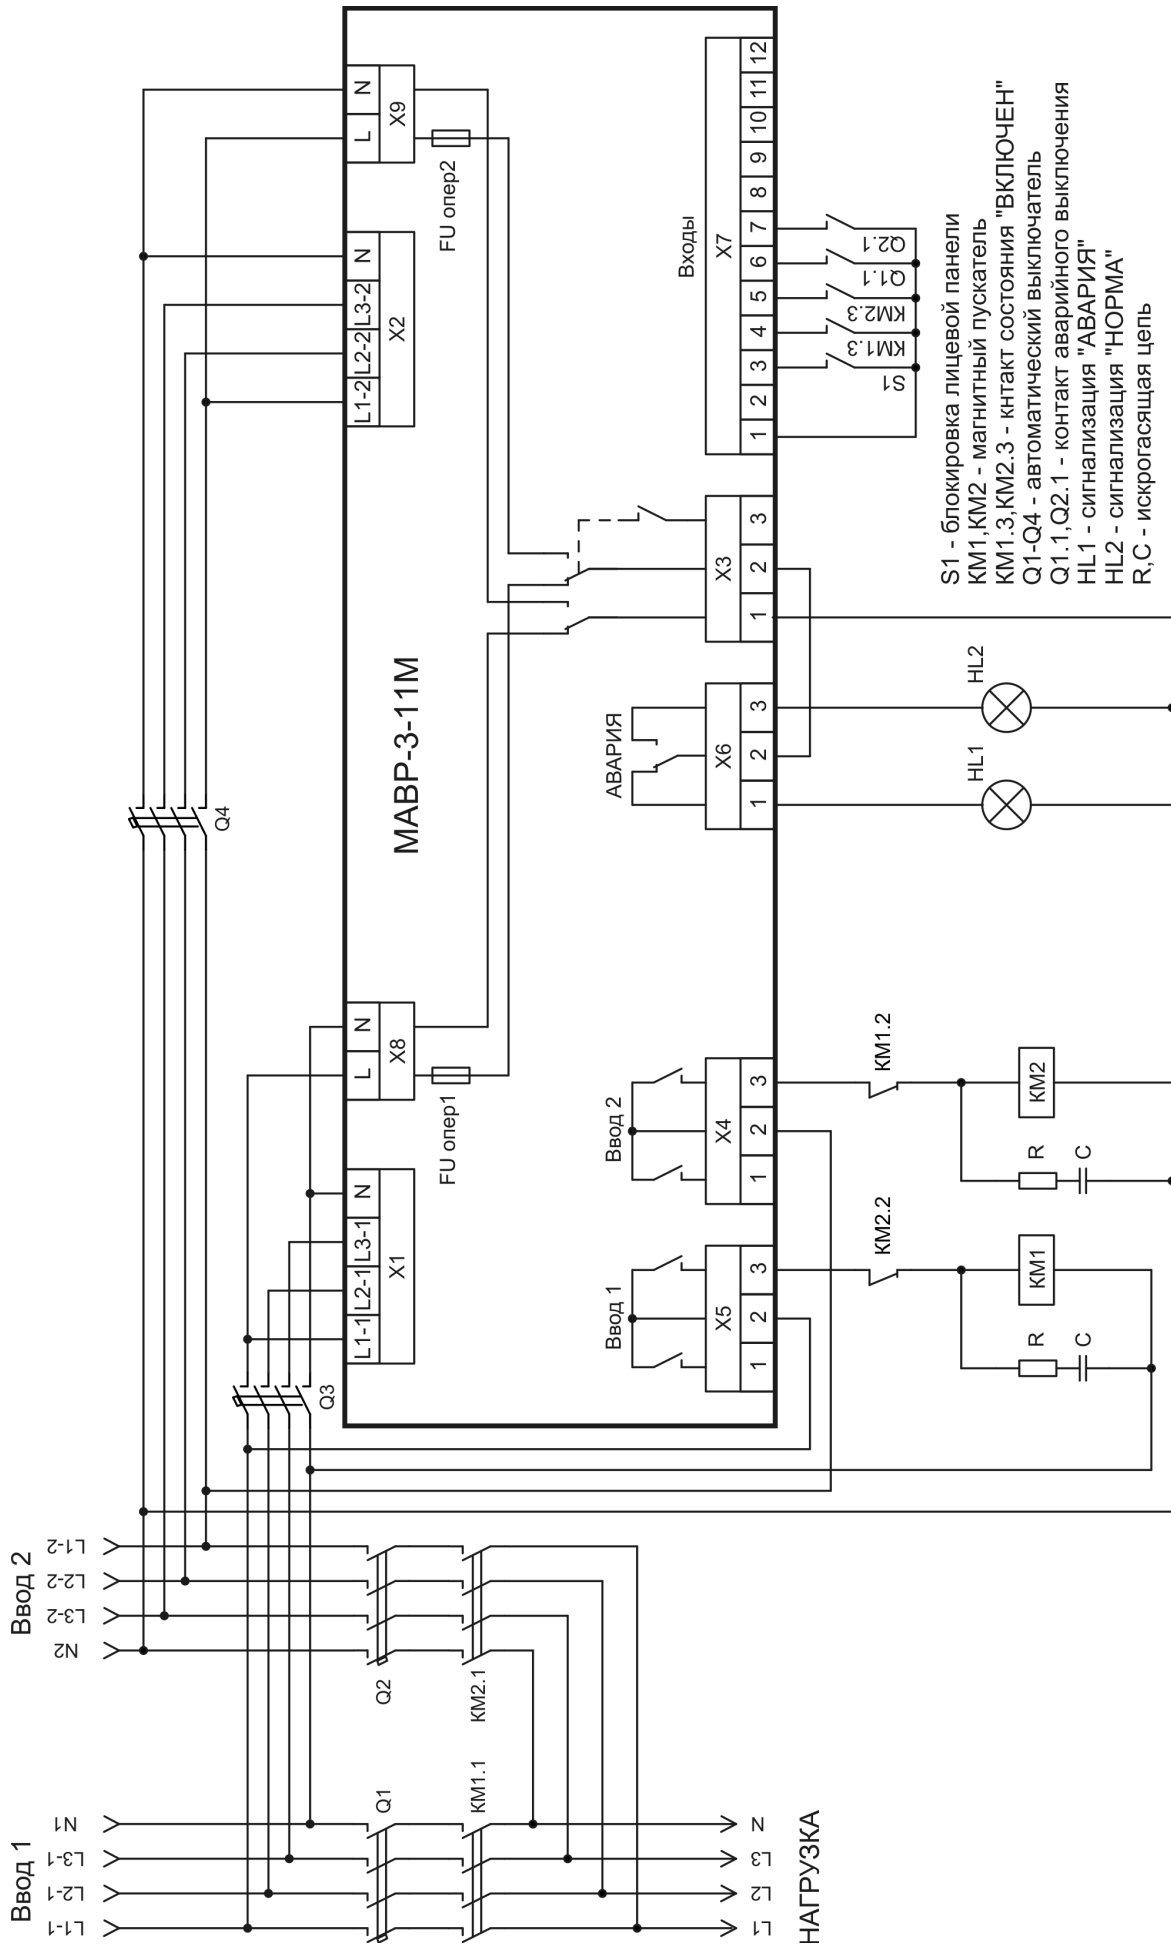 Ввод 1
L1-1
L2-1
L3-1
N1
Ввод 2
N2
L3-2
L2-2
L1-2
Q1
KM1.1
Q2
KM2.1
НАГРУЗКА
L1
L2
L3
N
Q3
Q4
МАВР-3-11М
L1-1 L2-1 L3-1 N
X1
L N
X8
FU опер1
L1-2 L2-2 L3-2 N
X2
L N
X9
FU опер2
Ввод 1
X5
1 2 3
Ввод 2
X4
1 2 3
АВАРИЯ
X6
1 2 3
X3
1 2 3
Входы
X7
1 2 3 4 5 6 7 8 9 10 11 12
S1
KM1.3
KM2.3
Q1.1
Q2.1
KM2.2
KM1
R
C
KM1.2
KM2
R
C
HL1
HL2
S1 - блокировка лицевой панели
KM1,KM2 - магнитный пускатель
KM1.3,KM2.3 - кнтакт состояния "ВКЛЮЧЕН"
Q1-Q4 - автоматический выключатель
Q1.1,Q2.1 - контакт аварийного выключения
HL1 - сигнализация "АВАРИЯ"
HL2 - сигнализация "НОРМА"
R,C - искрогасящая цепь